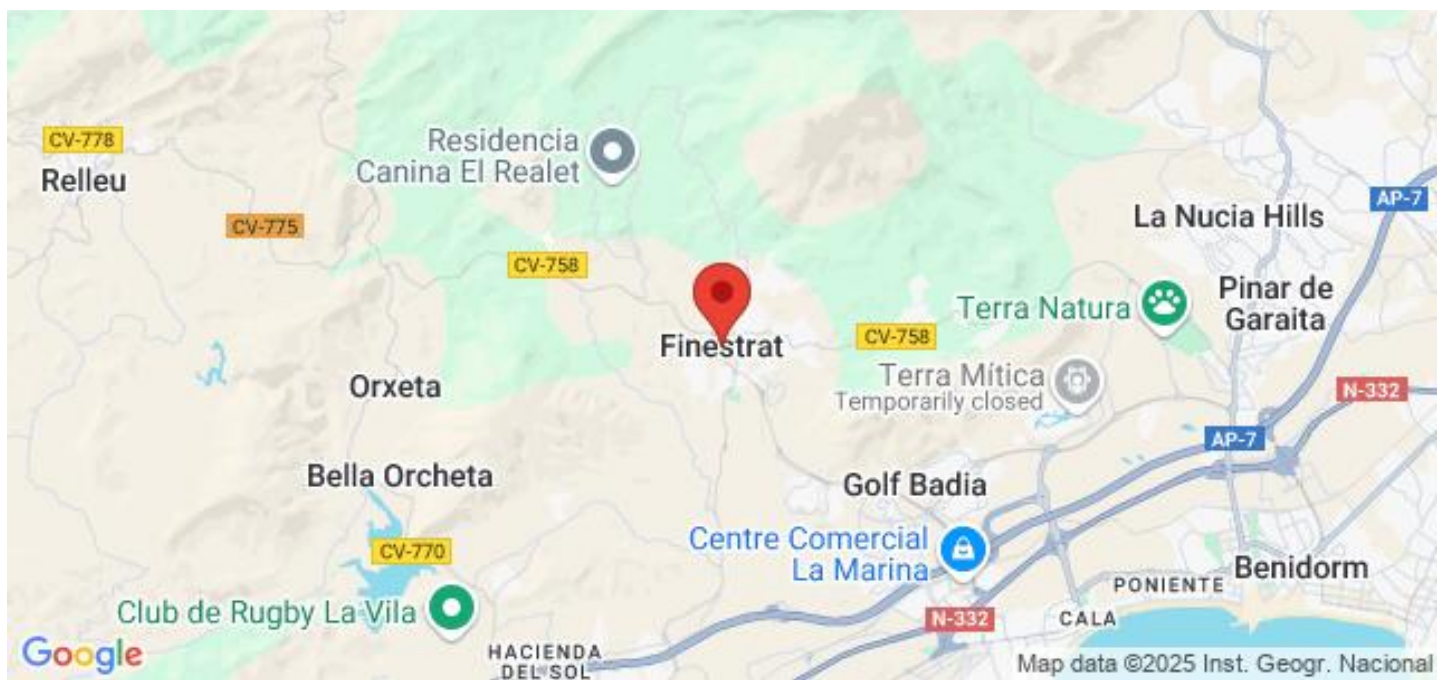 CV-778
Relleu
Residencia
Canina El Realet
CV-775
CV-758
AP-7
La Nucia Hills
Terra Natura
Pinar de
Garaita
Finestrat
CV-758
Orxeta
Terra Mítica
Temporarily closed
N-332
AP-7
Bella Orcheta
Golf Badia
CV-770
Centre Comercial
La Marina
PONIENTE
Benidorm
Club de Rugby La Vila
N-332
CALA
HACIENDA
DEL SOL
Google
Map data ©2025 Inst. Geogr. Nacional